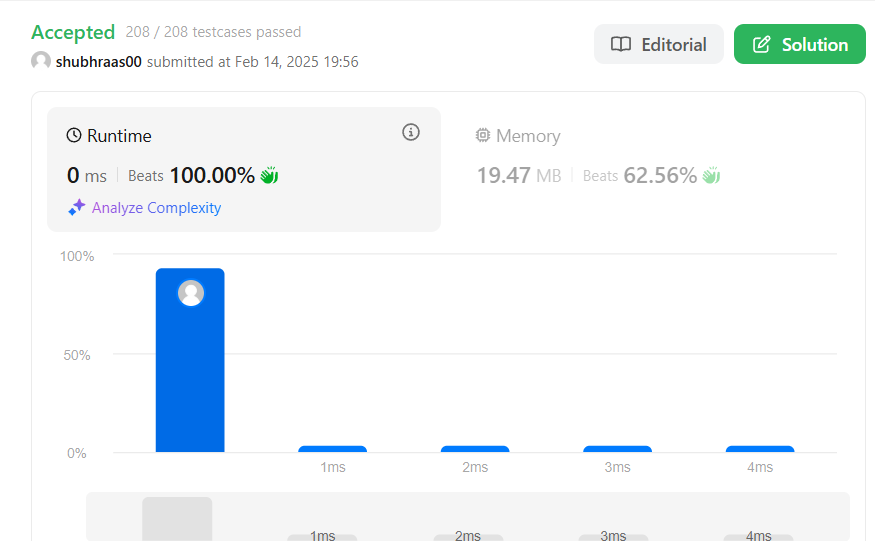 Accepted 208 / 208 testcases passed
Editorial
Solution
shubhraas00 submitted at Feb 14, 2025 19:56
Runtime
Memory
0 ms Beats 100.00%
19.47 MB Beats 62.56%
Analyze Complexity
100%
50%
0%
1ms 2ms 3ms 4ms
1ms 2ms 3ms 4ms